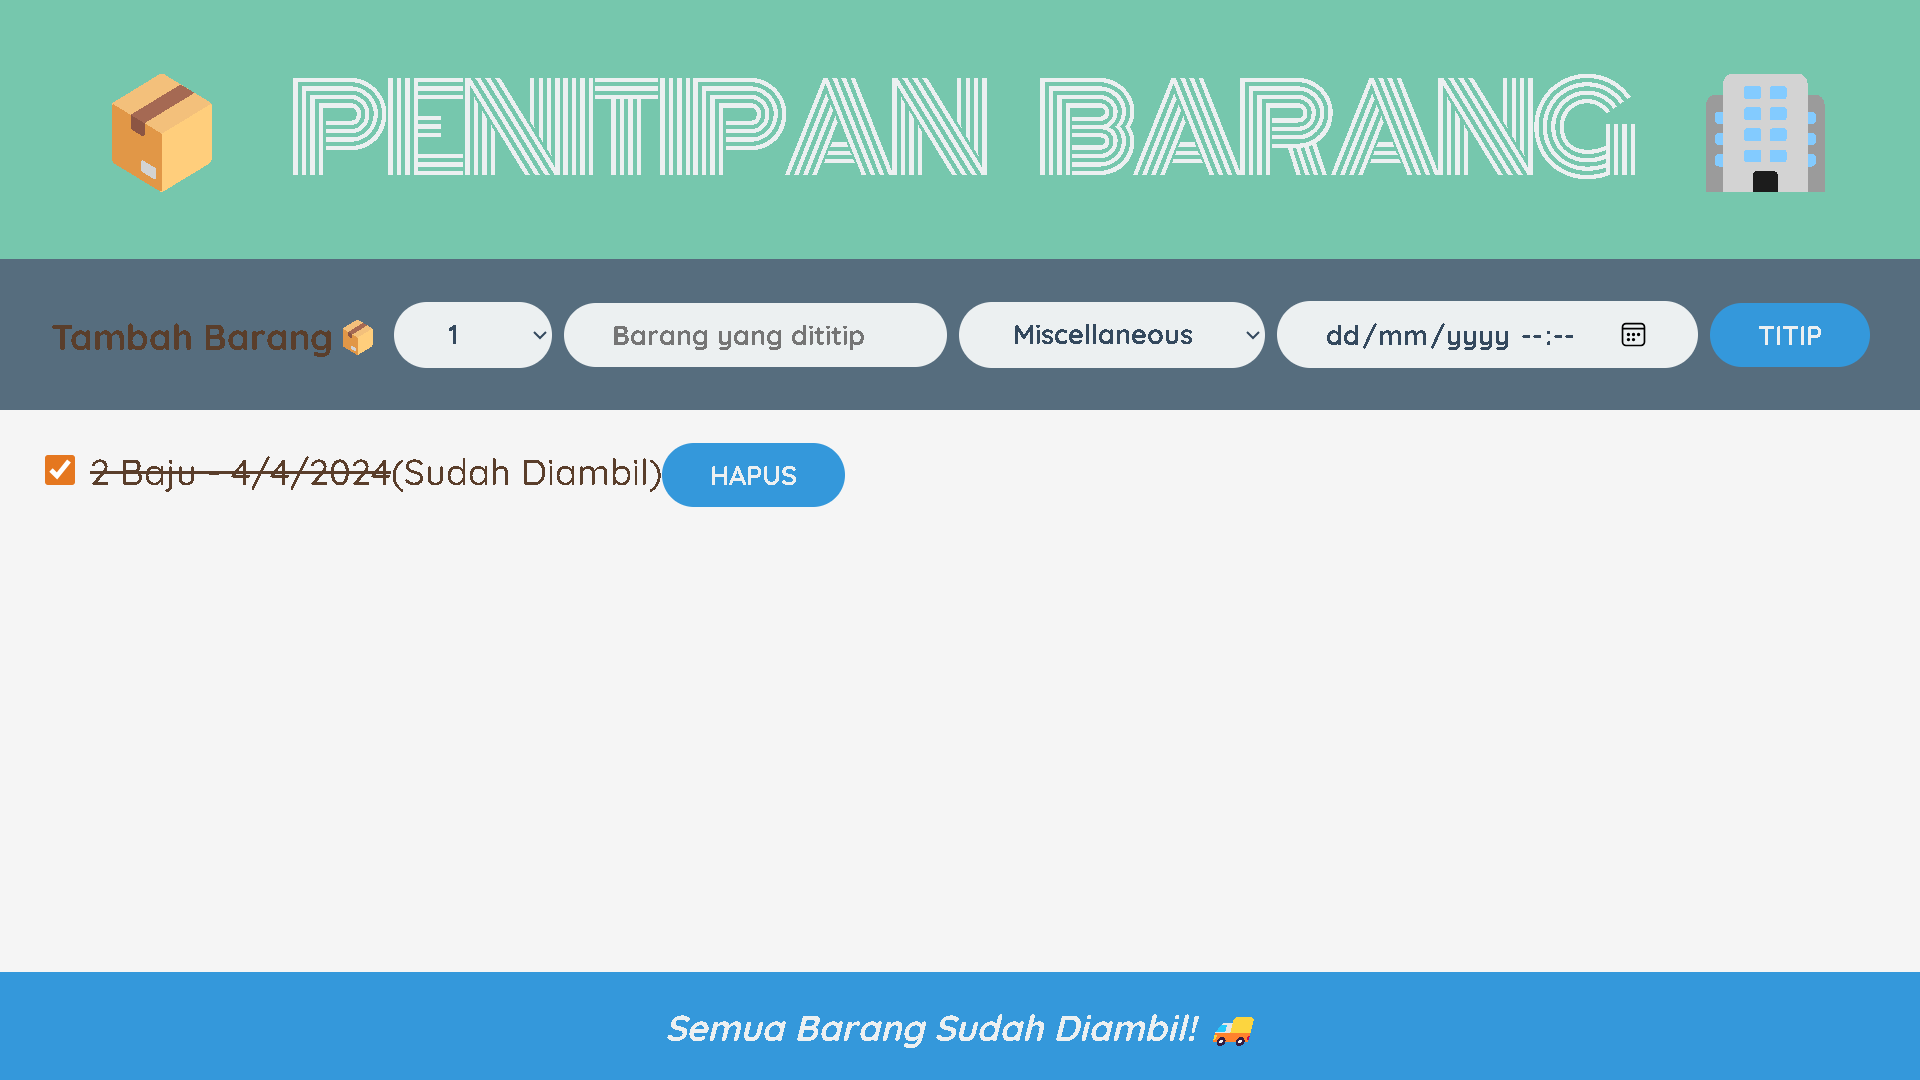 PENITIPAN BARANG
Tambah Barang 1 Barang yang dititip Miscellaneous dd/mm/yyyy --:-- TITIP
2 Baju - 4/4/2024(Sudah Diambil) HAPUS
Semua Barang Sudah Diambil!